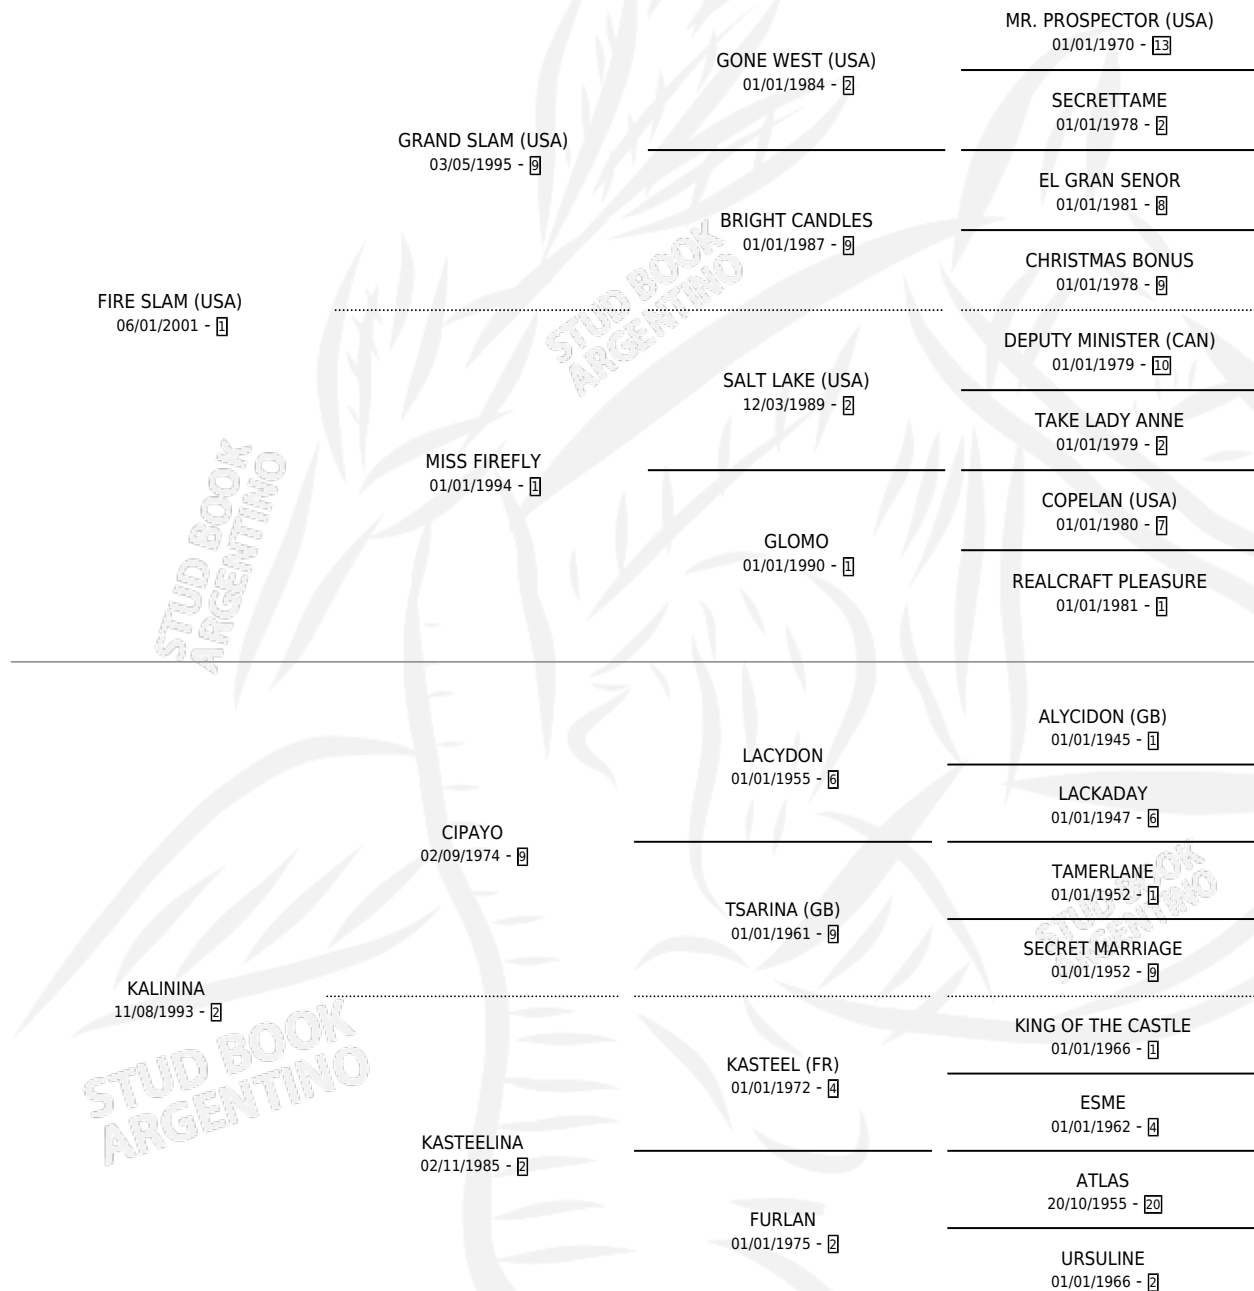 MR. PROSPECTOR (USA)
01/01/1970 - 13
GONE WEST (USA)
01/01/1984 - 2
SECRETTAME
01/01/1978 - 2
GRAND SLAM (USA)
03/05/1995 - 9
EL GRAN SENOR
01/01/1981 - 8
BRIGHT CANDLES
01/01/1987 - 9
CHRISTMAS BONUS
01/01/1978 - 9
FIRE SLAM (USA)
06/01/2001 - 1
STUD BOOK
ARGENTINO
DEPUTY MINISTER (CAN)
01/01/1979 - 10
SALT LAKE (USA)
12/03/1989 - 2
TAKE LADY ANNE
01/01/1979 - 2
MISS FIREFLY
01/01/1994 - 1
COPELAN (USA)
01/01/1980 - 7
GLOMO
01/01/1990 - 1
REALCRAFT PLEASURE
01/01/1981 - 1
STUD BOOK
ARGENTINO
ALYCIDON (GB)
01/01/1945 - 1
LACYDON
01/01/1955 - 6
LACKADAY
01/01/1947 - 6
CIPAYO
02/09/1974 - 9
TAMERLANE
01/01/1952 - 1
TSARINA (GB)
01/01/1961 - 9
SECRET MARRIAGE
01/01/1952 - 9
STUD BOOK
ARGENTINO
KALININA
11/08/1993 - 2
KING OF THE CASTLE
01/01/1966 - 1
KASTEEL (FR)
01/01/1972 - 4
ESME
01/01/1962 - 4
STUD BOOK
ARGENTINO
KASTEELINA
02/11/1985 - 2
ATLAS
20/10/1955 - 20
FURLAN
01/01/1975 - 2
URSULINE
01/01/1966 - 2